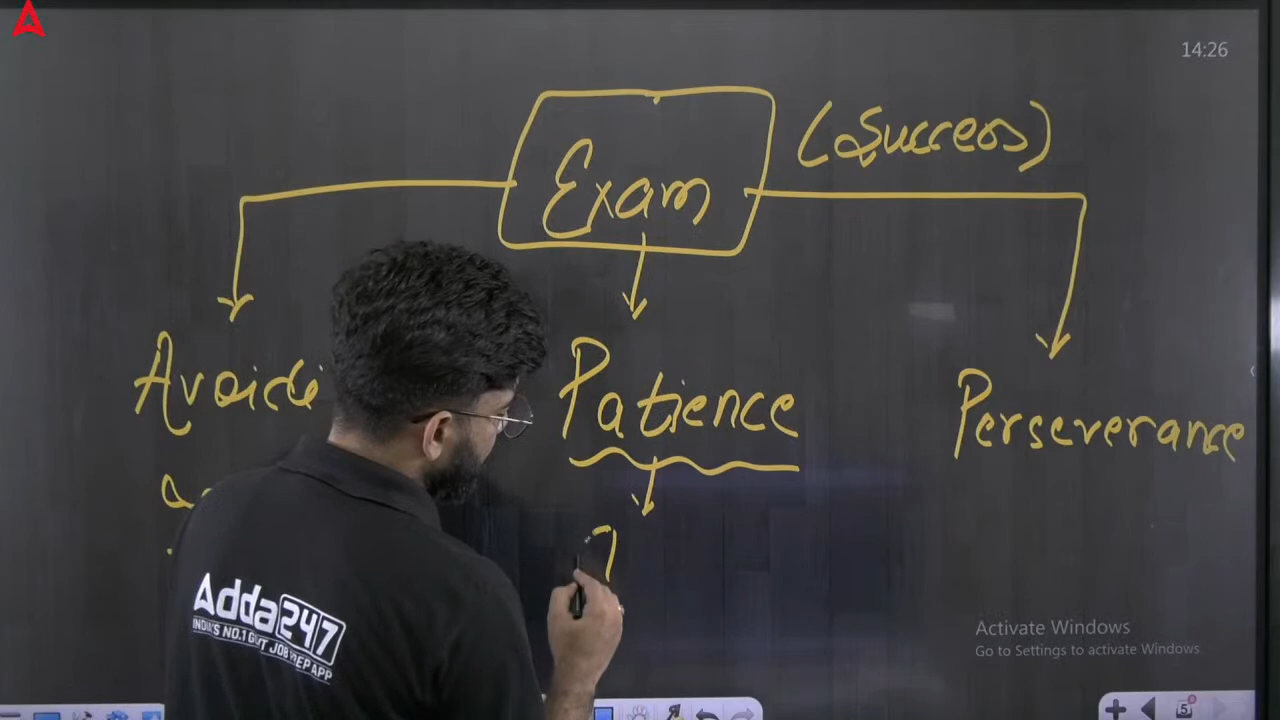 14:26
(Success)
Exam
Patience
Perseverance
Adda247
INDIA'S NO.1 GOVT JOB PREP APP
Activate Windows
Go to Settings to activate Windows.
5